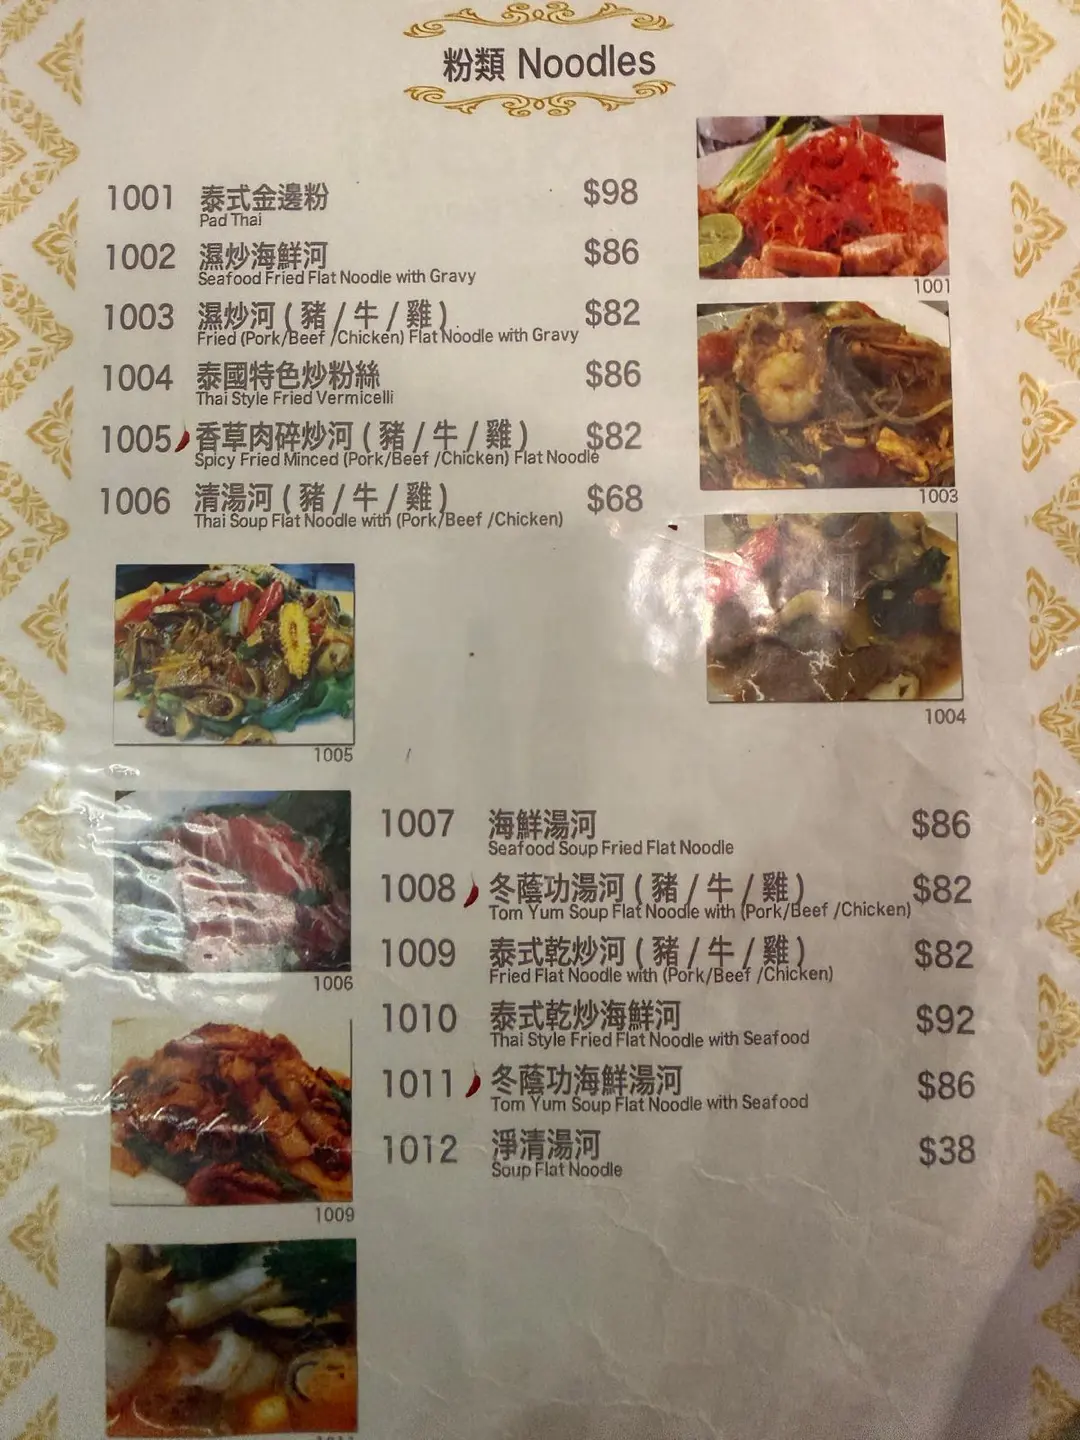 粉類 Noodles
1001 泰式金邊粉 $98
Pad Thai
1002 濕炒海鮮河 $86
Seafood Fried Flat Noodle with Gravy
1003 濕炒河 ( 豬 / 牛 / 雞 ) $82
Fried (Pork/Beef /Chicken) Flat Noodle with Gravy
1004 泰國特色炒粉絲 $86
Thai Style Fried Vermicelli
1005 香草肉碎炒河 ( 豬 / 牛 / 雞 ) $82
Spicy Fried Minced (Pork/Beef /Chicken) Flat Noodle
1006 清湯河 ( 豬 / 牛 / 雞 ) $68
Thai Soup Flat Noodle with (Pork/Beef /Chicken)
1001
1003
1004
1005
1006
1009
1007 海鮮湯河 $86
Seafood Soup Fried Flat Noodle
1008 冬蔭功湯河 ( 豬 / 牛 / 雞 ) $82
Tom Yum Soup Flat Noodle with (Pork/Beef /Chicken)
1009 泰式乾炒河 ( 豬 / 牛 / 雞 ) $82
Fried Flat Noodle with (Pork/Beef /Chicken)
1010 泰式乾炒海鮮河 $92
Thai Style Fried Flat Noodle with Seafood
1011 冬蔭功海鮮湯河 $86
Tom Yum Soup Flat Noodle with Seafood
1012 淨清湯河 $38
Soup Flat Noodle